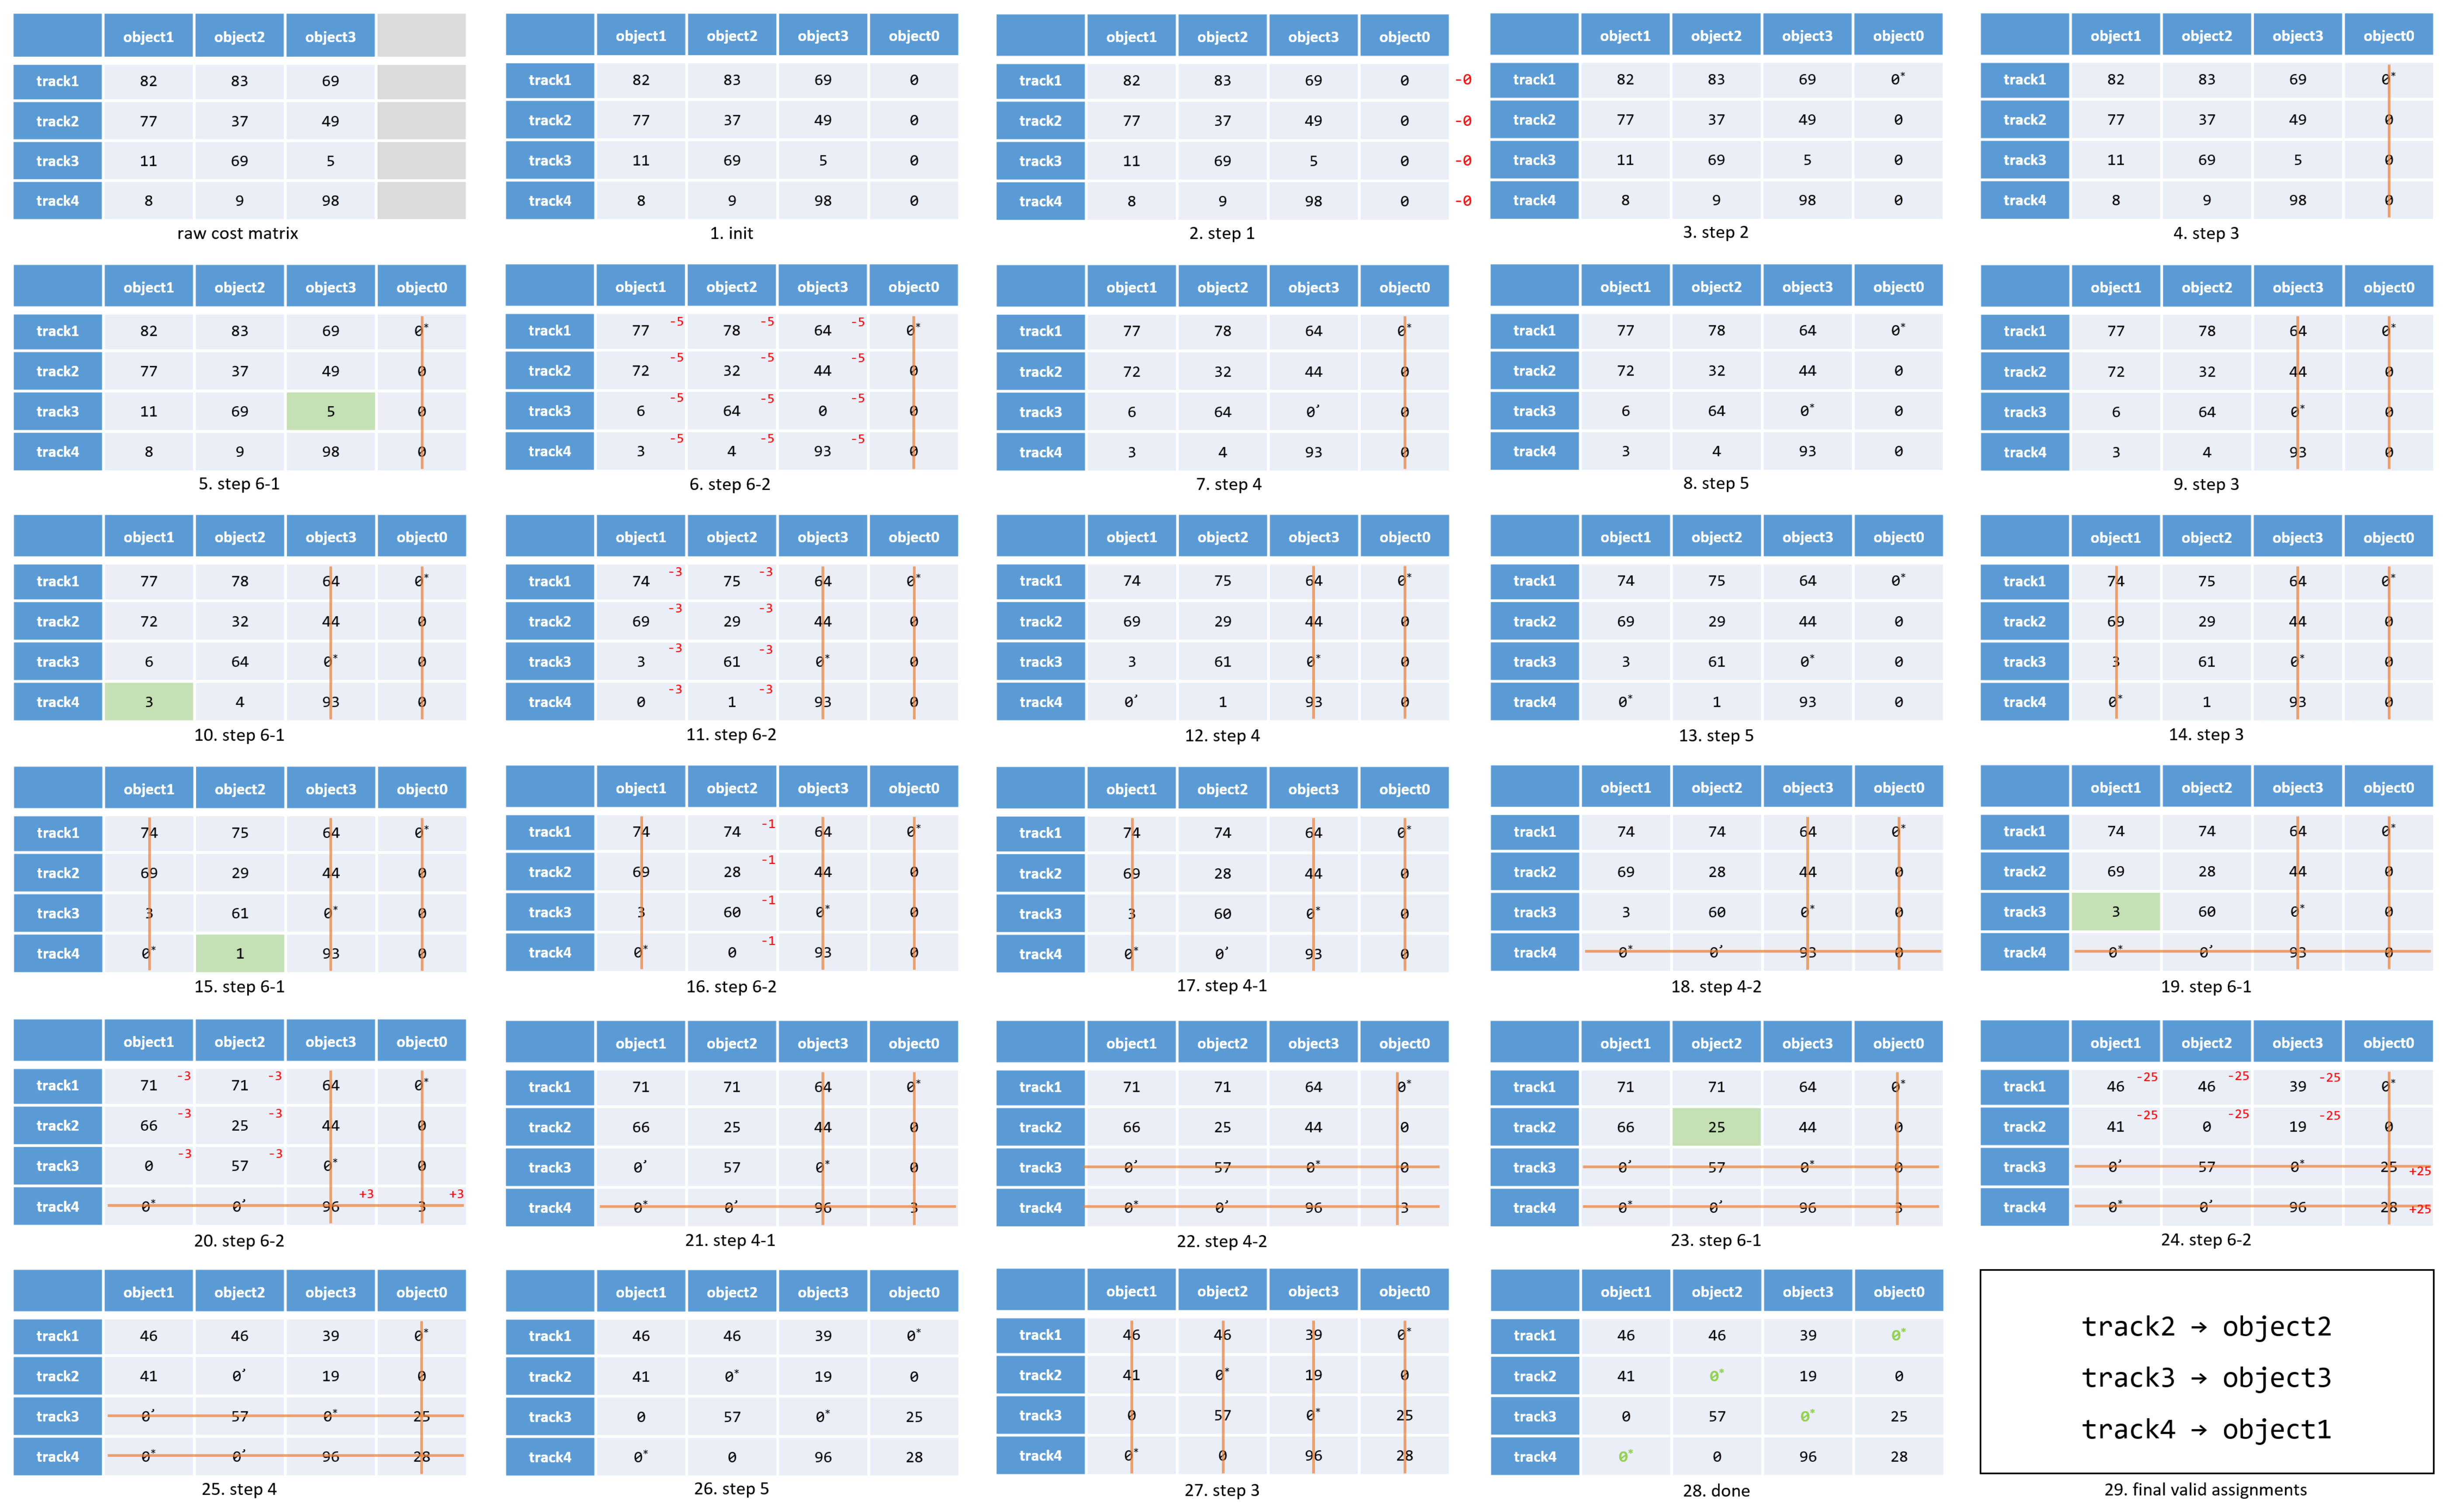 object1 object2 object3
track1 82 83 69
track2 77 37 49
track3 11 69 5
track4 8 9 98
raw cost matrix
object1 object2 object3 object0
track1 82 83 69 0
track2 77 37 49 0
track3 11 69 5 0
track4 8 9 98 0
1. init
object1 object2 object3 object0
track1 82 83 69 0 -0
track2 77 37 49 0 -0
track3 11 69 5 0 -0
track4 8 9 98 0 -0
2. step 1
object1 object2 object3 object0
track1 82 83 69 0*
track2 77 37 49 0
track3 11 69 5 0
track4 8 9 98 0
3. step 2
object1 object2 object3 object0
track1 82 83 69 0*
track2 77 37 49 0
track3 11 69 5 0
track4 8 9 98 0
4. step 3
object1 object2 object3 object0
track1 82 83 69 0*
track2 77 37 49 0
track3 11 69 5 0
track4 8 9 98 0
5. step 6-1
object1 object2 object3 object0
track1 77 -5 78 -5 64 -5 0*
track2 72 -5 32 -5 44 -5 0
track3 6 -5 64 -5 0 -5 0
track4 3 -5 4 -5 93 -5 0
6. step 6-2
object1 object2 object3 object0
track1 77 78 64 0*
track2 72 32 44 0
track3 6 64 0’ 0
track4 3 4 93 0
7. step 4
object1 object2 object3 object0
track1 77 78 64 0*
track2 72 32 44 0
track3 6 64 0* 0
track4 3 4 93 0
8. step 5
object1 object2 object3 object0
track1 77 78 64 0*
track2 72 32 44 0
track3 6 64 0* 0
track4 3 4 93 0
9. step 3
object1 object2 object3 object0
track1 77 78 64 0*
track2 72 32 44 0
track3 6 64 0* 0
track4 3 4 93 0
10. step 6-1
object1 object2 object3 object0
track1 74 -3 75 -3 64 0*
track2 69 -3 29 -3 44 0
track3 3 -3 61 -3 0* 0
track4 0 -3 1 -3 93 0
11. step 6-2
object1 object2 object3 object0
track1 74 75 64 0*
track2 69 29 44 0
track3 3 61 0* 0
track4 0’ 1 93 0
12. step 4
object1 object2 object3 object0
track1 74 75 64 0*
track2 69 29 44 0
track3 3 61 0* 0
track4 0* 1 93 0
13. step 5
object1 object2 object3 object0
track1 74 75 64 0*
track2 69 29 44 0
track3 3 61 0* 0
track4 0* 1 93 0
14. step 3
object1 object2 object3 object0
track1 74 75 64 0*
track2 69 29 44 0
track3 3 61 0* 0
track4 0* 1 93 0
15. step 6-1
object1 object2 object3 object0
track1 74 74 -1 64 0*
track2 69 28 -1 44 0
track3 3 60 -1 0* 0
track4 0* 0 -1 93 0
16. step 6-2
object1 object2 object3 object0
track1 74 74 64 0*
track2 69 28 44 0
track3 3 60 0* 0
track4 0* 0’ 93 0
17. step 4-1
object1 object2 object3 object0
track1 74 74 64 0*
track2 69 28 44 0
track3 3 60 0* 0
track4 0* 0’ 93 0
18. step 4-2
object1 object2 object3 object0
track1 74 74 64 0*
track2 69 28 44 0
track3 3 60 0* 0
track4 0* 0’ 93 0
19. step 6-1
object1 object2 object3 object0
track1 71 -3 71 -3 64 0*
track2 66 -3 25 -3 44 0
track3 0 -3 57 -3 0* 0
track4 0* 0’ 96 +3 3 +3
20. step 6-2
object1 object2 object3 object0
track1 71 71 64 0*
track2 66 25 44 0
track3 0’ 57 0* 0
track4 0* 0’ 96 3
21. step 4-1
object1 object2 object3 object0
track1 71 71 64 0*
track2 66 25 44 0
track3 0’ 57 0* 0
track4 0* 0’ 96 3
22. step 4-2
object1 object2 object3 object0
track1 71 71 64 0*
track2 66 25 44 0
track3 0’ 57 0* 0
track4 0* 0’ 96 3
23. step 6-1
object1 object2 object3 object0
track1 46 -25 46 -25 39 -25 0*
track2 41 -25 0 -25 19 -25 0
track3 0’ 57 0* 25 +25
track4 0* 0’ 96 28 +25
24. step 6-2
object1 object2 object3 object0
track1 46 46 39 0*
track2 41 0’ 19 0
track3 0’ 57 0* 25
track4 0* 0’ 96 28
25. step 4
object1 object2 object3 object0
track1 46 46 39 0*
track2 41 0* 19 0
track3 0 57 0* 25
track4 0* 0 96 28
26. step 5
object1 object2 object3 object0
track1 46 46 39 0*
track2 41 0* 19 0
track3 0 57 0* 25
track4 0* 0 96 28
27. step 3
object1 object2 object3 object0
track1 46 46 39 0*
track2 41 0* 19 0
track3 0 57 0* 25
track4 0* 0 96 28
28. done
track2 → object2
track3 → object3
track4 → object1
29. final valid assignments